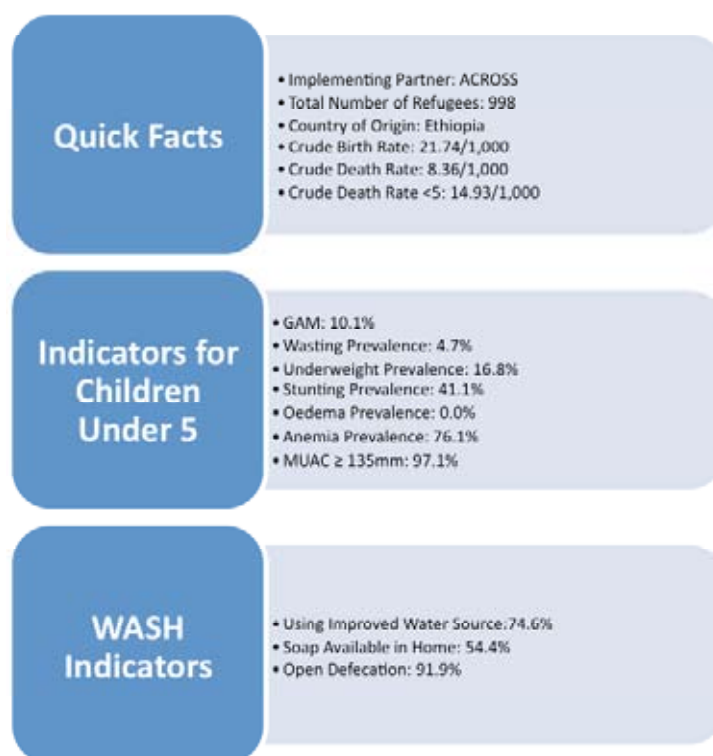 Quick Facts
• Implementing Partner: ACROSS
• Total Number of Refugees: 998
• Country of Origin: Ethiopia
• Crude Birth Rate: 21.74/1,000
• Crude Death Rate: 8.36/1,000
• Crude Death Rate <5: 14.93/1,000
Indicators for
Children
Under 5
• GAM: 10.1%
• Wasting Prevalence: 4.7%
• Underweight Prevalence: 16.8%
• Stunting Prevalence: 41.1%
• Oedema Prevalence: 0.0%
• Anemia Prevalence: 76.1%
• MUAC ≥ 135mm: 97.1%
WASH
Indicators
• Using Improved Water Source:74.6%
• Soap Available in Home: 54.4%
• Open Defecation: 91.9%